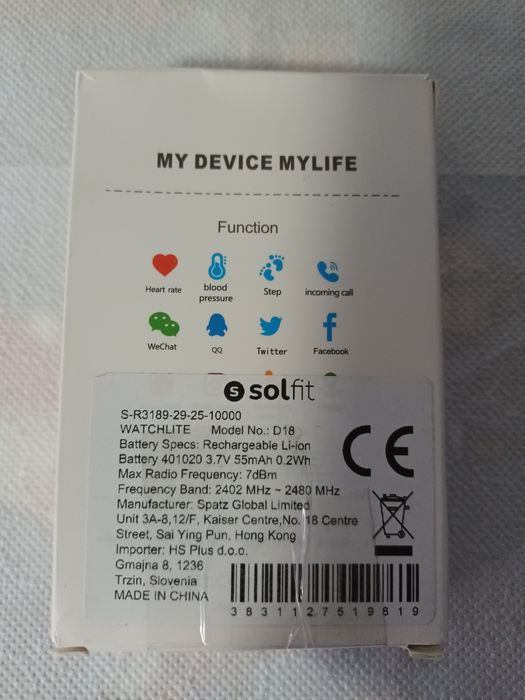 MY DEVICE MYLIFE
Function
Heart rate
blood
pressure
Step
incoming call
WeChat
QQ
Twitter
Facebook
S solfit
S-R3189-29-25-10000
WATCHLITE Model No.: D18
Battery Specs: Rechargeable Li-ion
Battery 401020 3.7V 55mAh 0.2Wh
Max Radio Frequency: 7dBm
Frequency Band: 2402 MHz ~ 2480 MHz
Manufacturer: Spatz Global Limited
Unit 3A-8,12/F, Kaiser Centre,No. 18 Centre
Street, Sai Ying Pun, Hong Kong
Importer: HS Plus d.o.o.
Gmajna 8, 1236
Trzin, Slovenia
MADE IN CHINA
CE
3831127519819